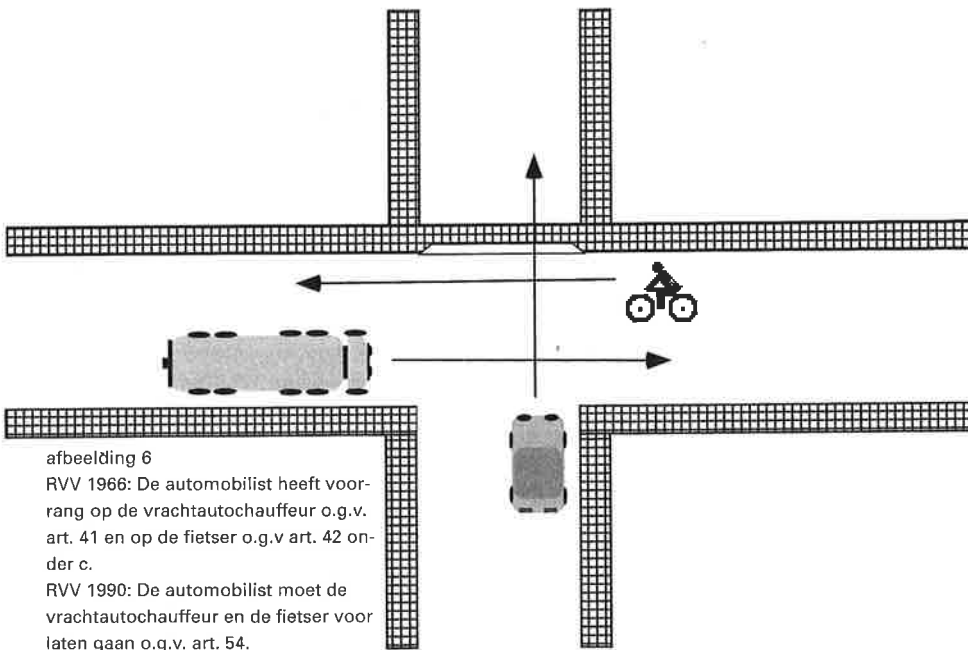 afbeelding 6
RVV 1966: De automobilist heeft voor-
rang op de vrachtautochauffeur o.g.v.
art. 41 en op de fietser o.g.v art. 42 on-
der c.
RVV 1990: De automobilist moet de
vrachtautochauffeur en de fietser voor
laten gaan o.g.v. art. 54.